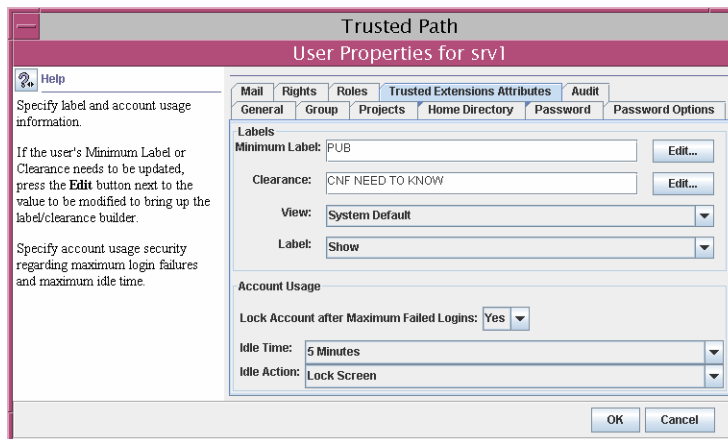 Trusted Path
User Properties for srv1
Help
Specify label and account usage
information.
If the user's Minimum Label or
Clearance needs to be updated,
press the Edit button next to the
value to be modified to bring up the
label/clearance builder.
Specify account usage security
regarding maximum login failures
and maximum idle time.
Mail Rights Roles Trusted Extensions Attributes Audit
General Group Projects Home Directory Password Password Options
Labels
Minimum Label: PUB Edit...
Clearance: CNF NEED TO KNOW Edit...
View: System Default
Label: Show
Account Usage
Lock Account after Maximum Failed Logins: Yes
Idle Time: 5 Minutes
Idle Action: Lock Screen
OK Cancel